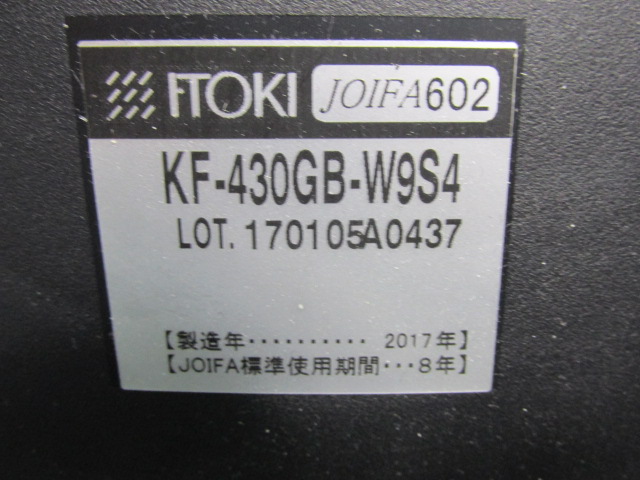 ITOKI JOIFA602
KF-430GB-W9S4
LOT. 170105A0437
【製造年·········· 2017年】
【JOIFA標準使用期間···8年】